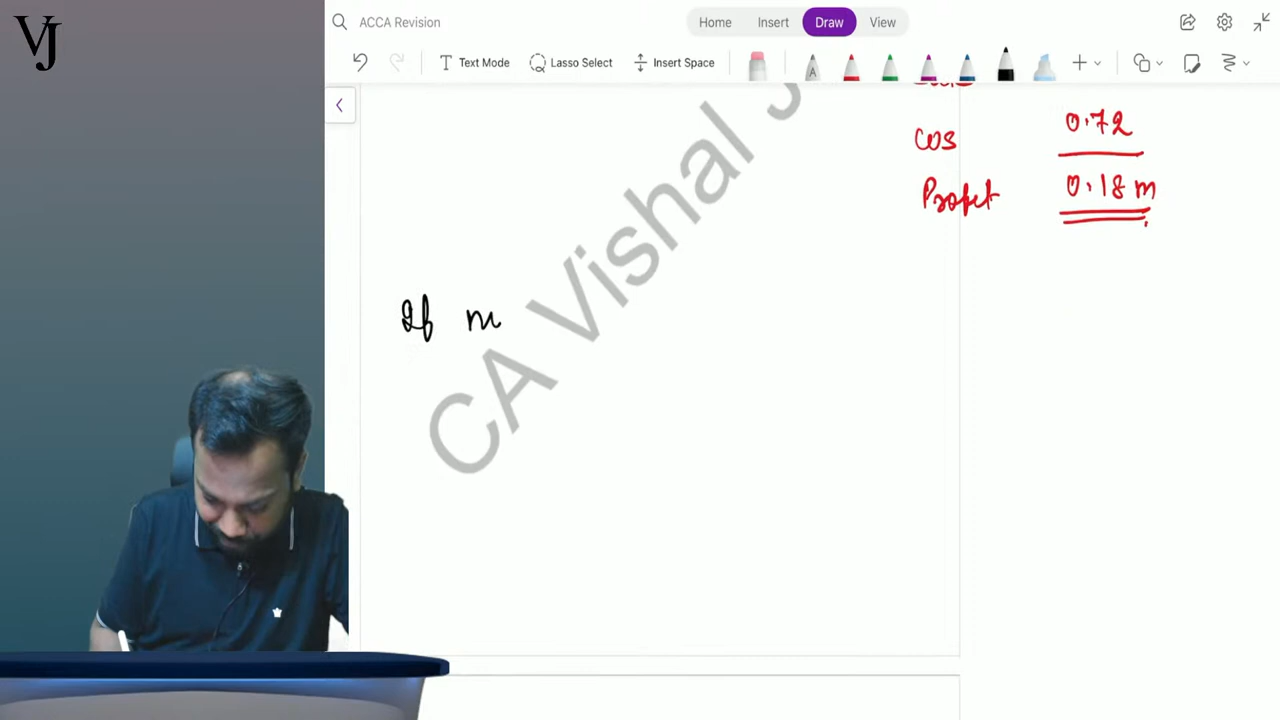 VJ
ACCA Revision
Home Insert Draw View
Text Mode Lasso Select Insert Space
A
COS 0.72
Profit 0.18 m
If m
CA Vishal J